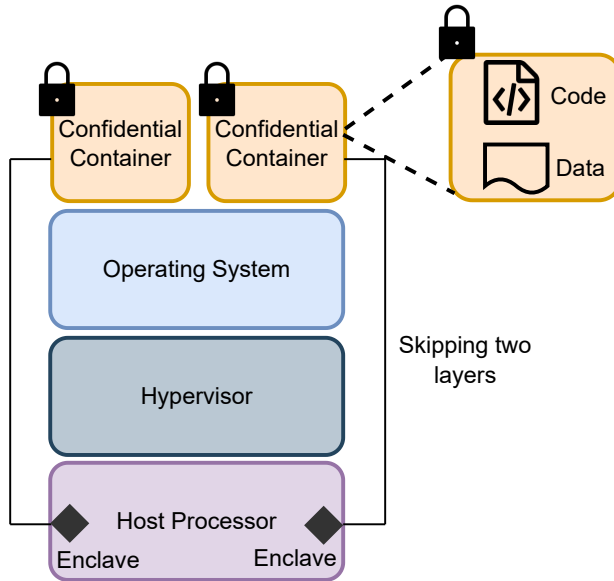 Confidential
Container
Confidential
Container
</>
Code
Data
Operating System
Skipping two
layers
Hypervisor
Host Processor
Enclave
Enclave